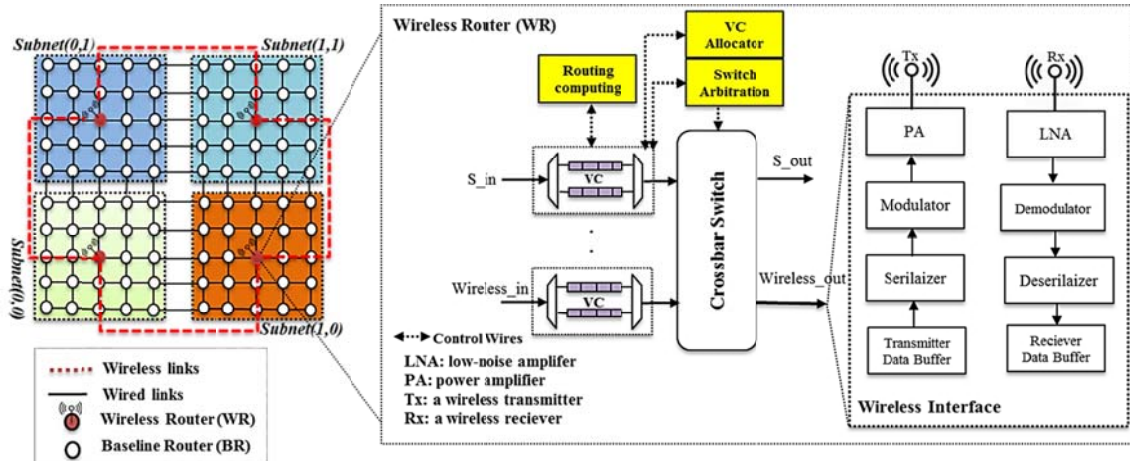 Subnet(0,1)
Subnet(1,1)
Subnet(0,0)
Subnet(1,0)
Wireless links
Wired links
Wireless Router (WR)
Baseline Router (BR)
Wireless Router (WR)
VC
Allocator
Routing
computing
Switch
Arbitration
S_in
VC
S_out
Crossbar Switch
Wireless_in
VC
Wireless_out
Control Wires
LNA: low-noise amplifer
PA: power amplifier
Tx: a wireless transmitter
Rx: a wireless reciever
Tx
Rx
PA
LNA
Modulator
Demodulator
Serilaizer
Deserilaizer
Transmitter
Data Buffer
Reciever
Data Buffer
Wireless Interface